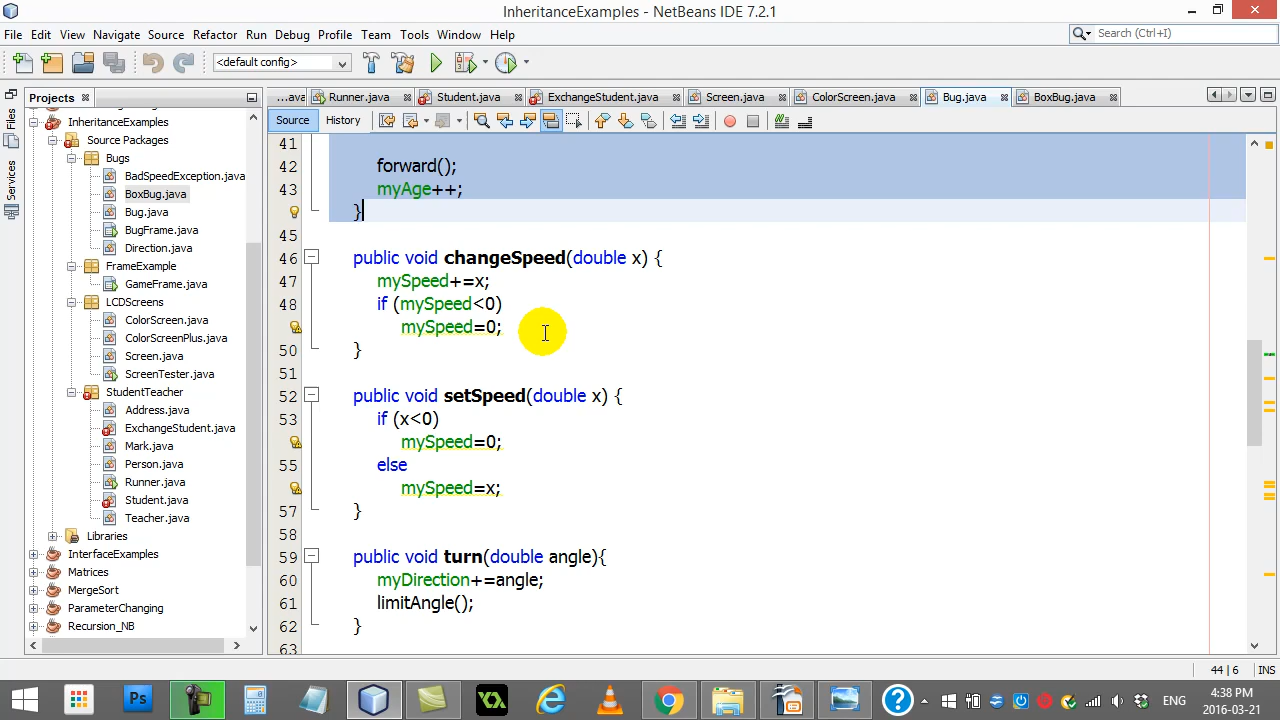 InheritanceExamples - NetBeans IDE 7.2.1
File Edit View Navigate Source Refactor Run Debug Profile Team Tools Window Help
Search (Ctrl+I)
<default config>
Projects
...ava Runner.java Student.java ExchangeStudent.java Screen.java ColorScreen.java Bug.java BoxBug.java
Source History
Files
Services
InheritanceExamples
Source Packages
Bugs
BadSpeedException.java
BoxBug.java
Bug.java
BugFrame.java
Direction.java
FrameExample
GameFrame.java
LCDScreens
ColorScreen.java
ColorScreenPlus.java
Screen.java
ScreenTester.java
StudentTeacher
Address.java
ExchangeStudent.java
Mark.java
Person.java
Runner.java
Student.java
Teacher.java
Libraries
InterfaceExamples
Matrices
MergeSort
ParameterChanging
Recursion_NB
41
42 forward();
43 myAge++;
}
45
46 public void changeSpeed(double x) {
47 mySpeed+=x;
48 if (mySpeed<0)
mySpeed=0;
50 }
51
52 public void setSpeed(double x) {
53 if (x<0)
mySpeed=0;
55 else
mySpeed=x;
57 }
58
59 public void turn(double angle){
60 myDirection+=angle;
61 limitAngle();
62 }
63
44 | 6 INS
Ps
ENG
4:38 PM
2016-03-21